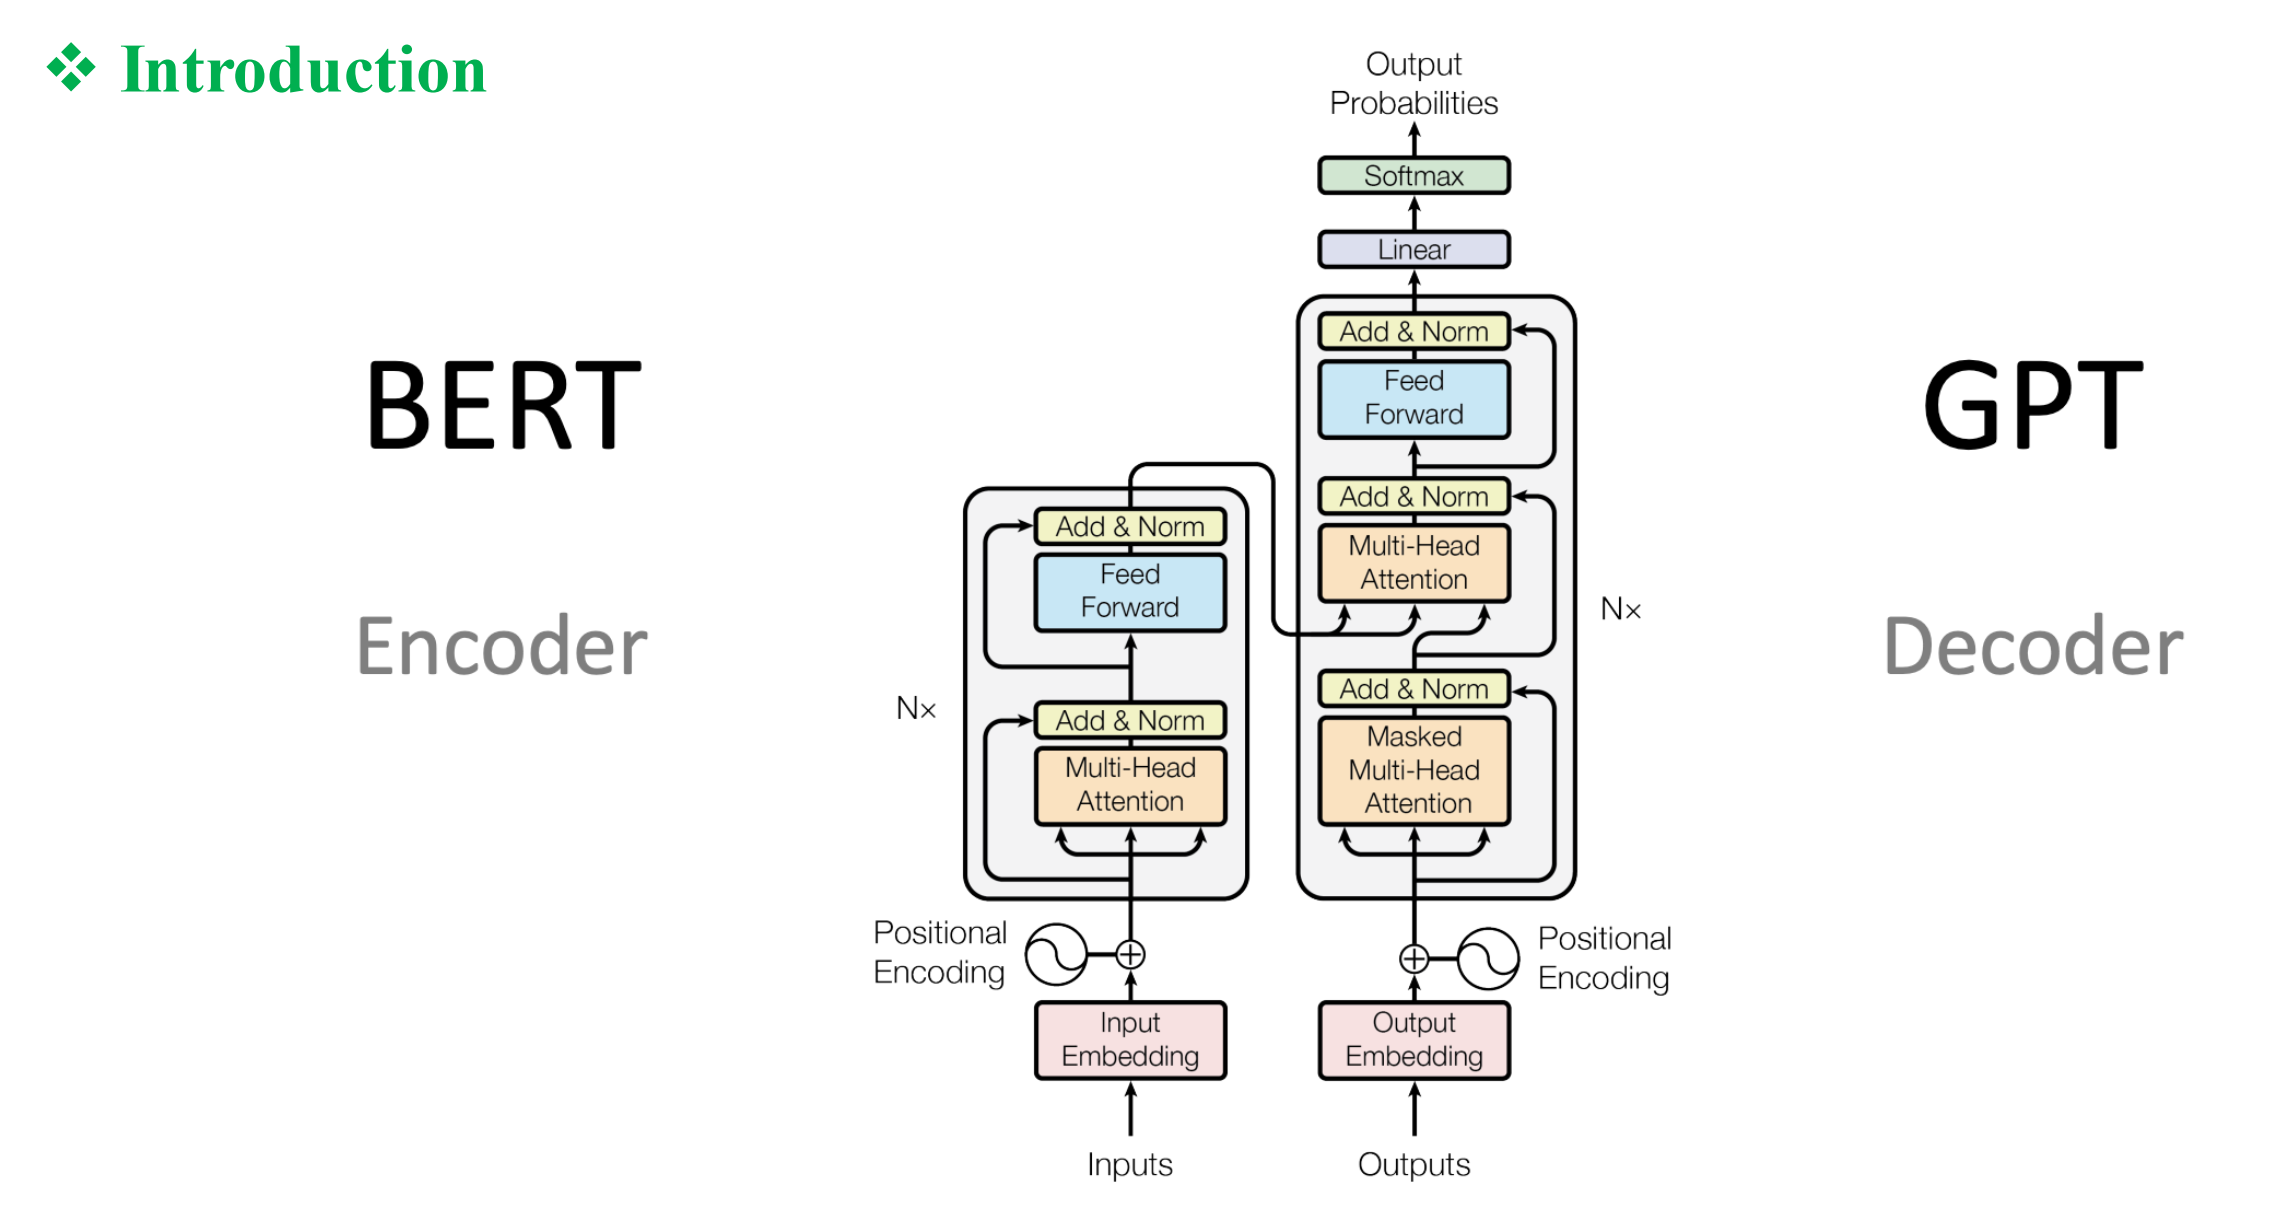 ❖ Introduction
BERT
Encoder
Output
Probabilities
Softmax
Linear
Add & Norm
Feed
Forward
Add & Norm
Multi-Head
Attention
Add & Norm
Masked
Multi-Head
Attention
Nx
Add & Norm
Feed
Forward
Add & Norm
Multi-Head
Attention
Nx
Positional
Encoding
Positional
Encoding
Input
Embedding
Output
Embedding
Inputs
Outputs
GPT
Decoder